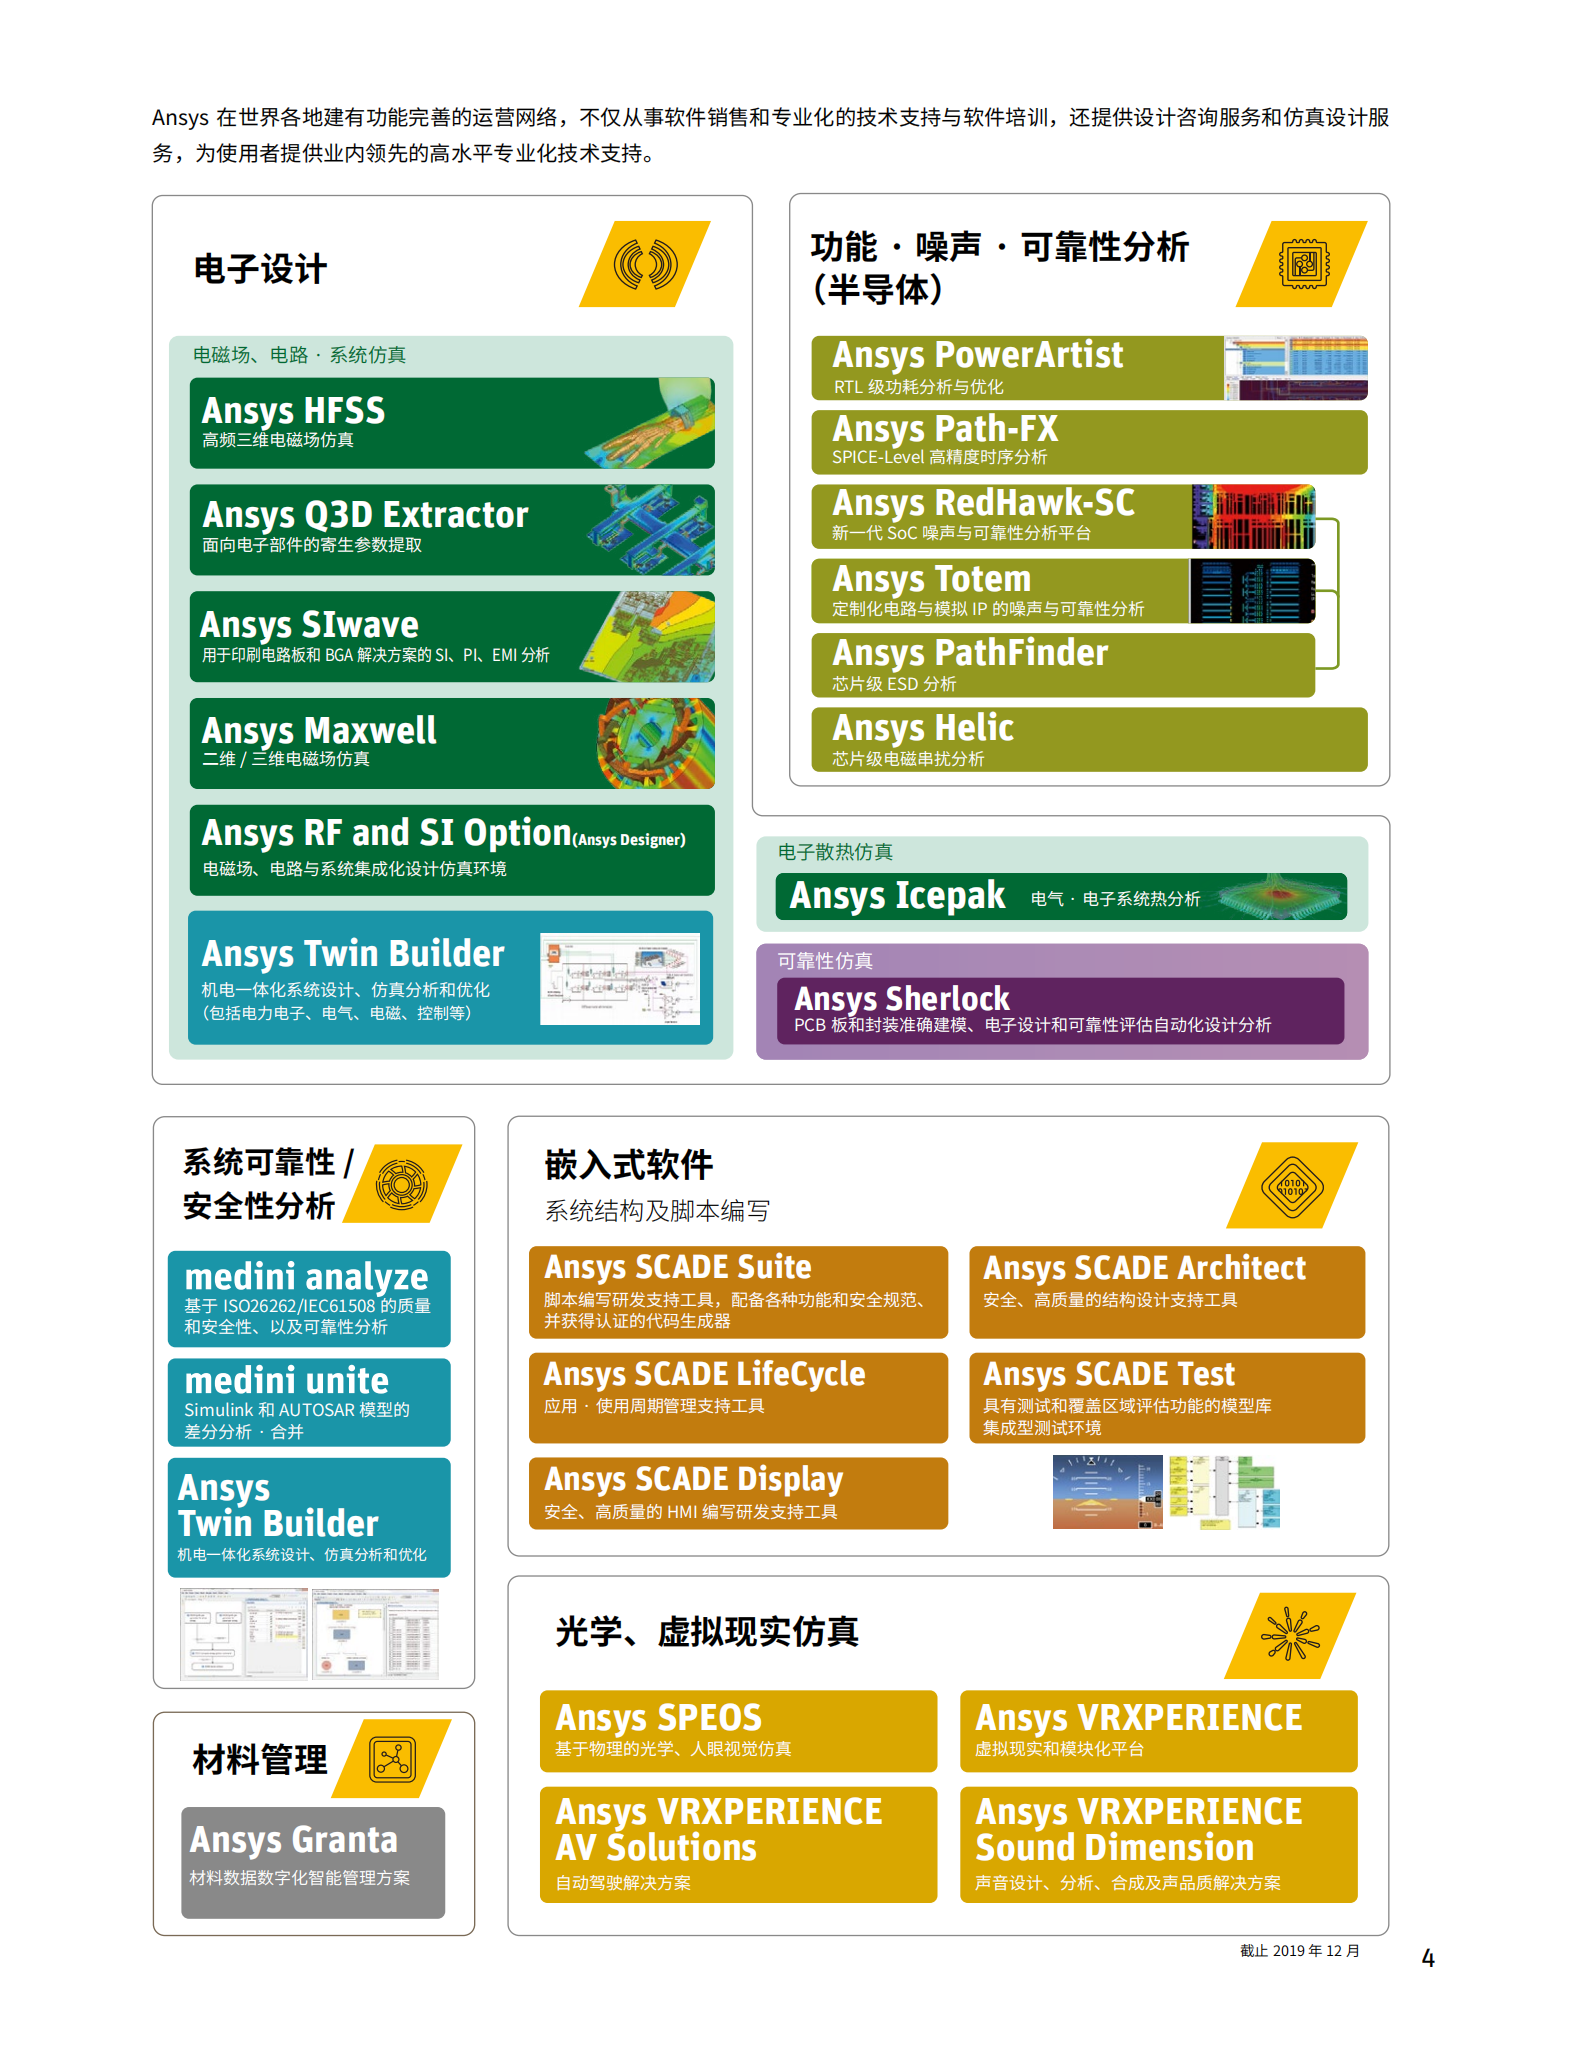 Ansys 在世界各地建有功能完善的运营网络，不仅从事软件销售和专业化的技术支持与软件培训，还提供设计咨询服务和仿真设计服
务，为使用者提供业内领先的高水平专业化技术支持。
电子设计
电磁场、电路 · 系统仿真
Ansys HFSS
高频三维电磁场仿真
Ansys Q3D Extractor
面向电子部件的寄生参数提取
Ansys SIwave
用于印刷电路板和 BGA 解决方案的 SI、PI、EMI 分析
Ansys Maxwell
二维 / 三维电磁场仿真
Ansys RF and SI Option(Ansys Designer)
电磁场、电路与系统集成化设计仿真环境
Ansys Twin Builder
机电一体化系统设计、仿真分析和优化
（包括电力电子、电气、电磁、控制等）
功能 · 噪声 · 可靠性分析
（半导体）
Ansys PowerArtist
RTL 级功耗分析与优化
Ansys Path-FX
SPICE-Level 高精度时序分析
Ansys RedHawk-SC
新一代 SoC 噪声与可靠性分析平台
Ansys Totem
定制化电路与模拟 IP 的噪声与可靠性分析
Ansys PathFinder
芯片级 ESD 分析
Ansys Helic
芯片级电磁串扰分析
电子散热仿真
Ansys Icepak 电气 · 电子系统热分析
可靠性仿真
Ansys Sherlock
PCB 板和封装准确建模、电子设计和可靠性评估自动化设计分析
系统可靠性 /
安全性分析
medini analyze
基于 ISO26262/IEC61508 的质量
和安全性、以及可靠性分析
medini unite
Simulink 和 AUTOSAR 模型的
差分分析 · 合并
Ansys
Twin Builder
机电一体化系统设计、仿真分析和优化
材料管理
Ansys Granta
材料数据数字化智能管理方案
嵌入式软件
系统结构及脚本编写
Ansys SCADE Suite
脚本编写研发支持工具，配备各种功能和安全规范、
并获得认证的代码生成器
Ansys SCADE Architect
安全、高质量的结构设计支持工具
Ansys SCADE LifeCycle
应用 · 使用周期管理支持工具
Ansys SCADE Test
具有测试和覆盖区域评估功能的模型库
集成型测试环境
Ansys SCADE Display
安全、高质量的 HMI 编写研发支持工具
光学、虚拟现实仿真
Ansys SPEOS
基于物理的光学、人眼视觉仿真
Ansys VRXPERIENCE
虚拟现实和模块化平台
Ansys VRXPERIENCE
AV Solutions
自动驾驶解决方案
Ansys VRXPERIENCE
Sound Dimension
声音设计、分析、合成及声品质解决方案
截止 2019 年 12 月
4